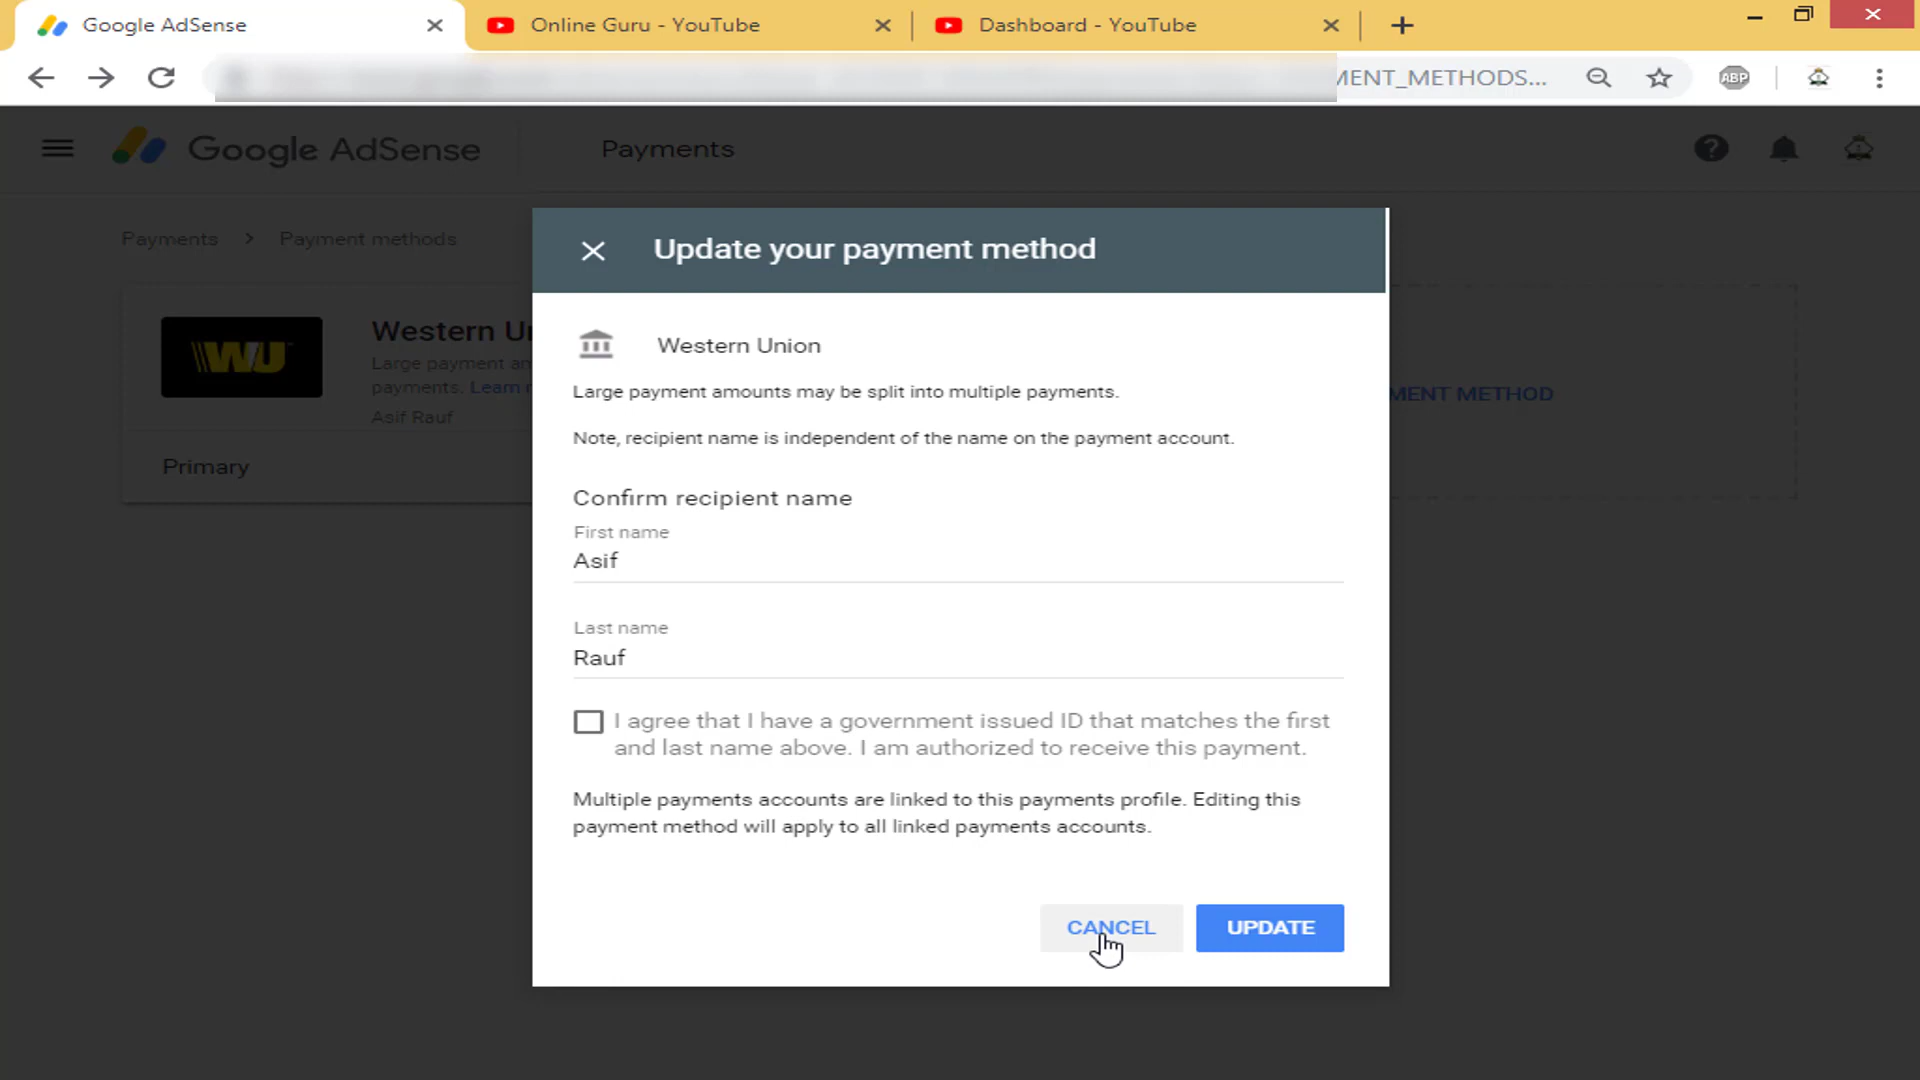 Google AdSense
Online Guru - YouTube
Dashboard - YouTube
MENT_METHODS...
ABP
Google AdSense
Payments
Payments > Payment methods
WU
Western Un
Large payment am
payments. Learn
Asif Rauf
Primary
MENT METHOD
Update your payment method
Western Union
Large payment amounts may be split into multiple payments.
Note, recipient name is independent of the name on the payment account.
Confirm recipient name
First name
Asif
Last name
Rauf
I agree that I have a government issued ID that matches the first
and last name above. I am authorized to receive this payment.
Multiple payments accounts are linked to this payments profile. Editing this
payment method will apply to all linked payments accounts.
CANCEL
UPDATE